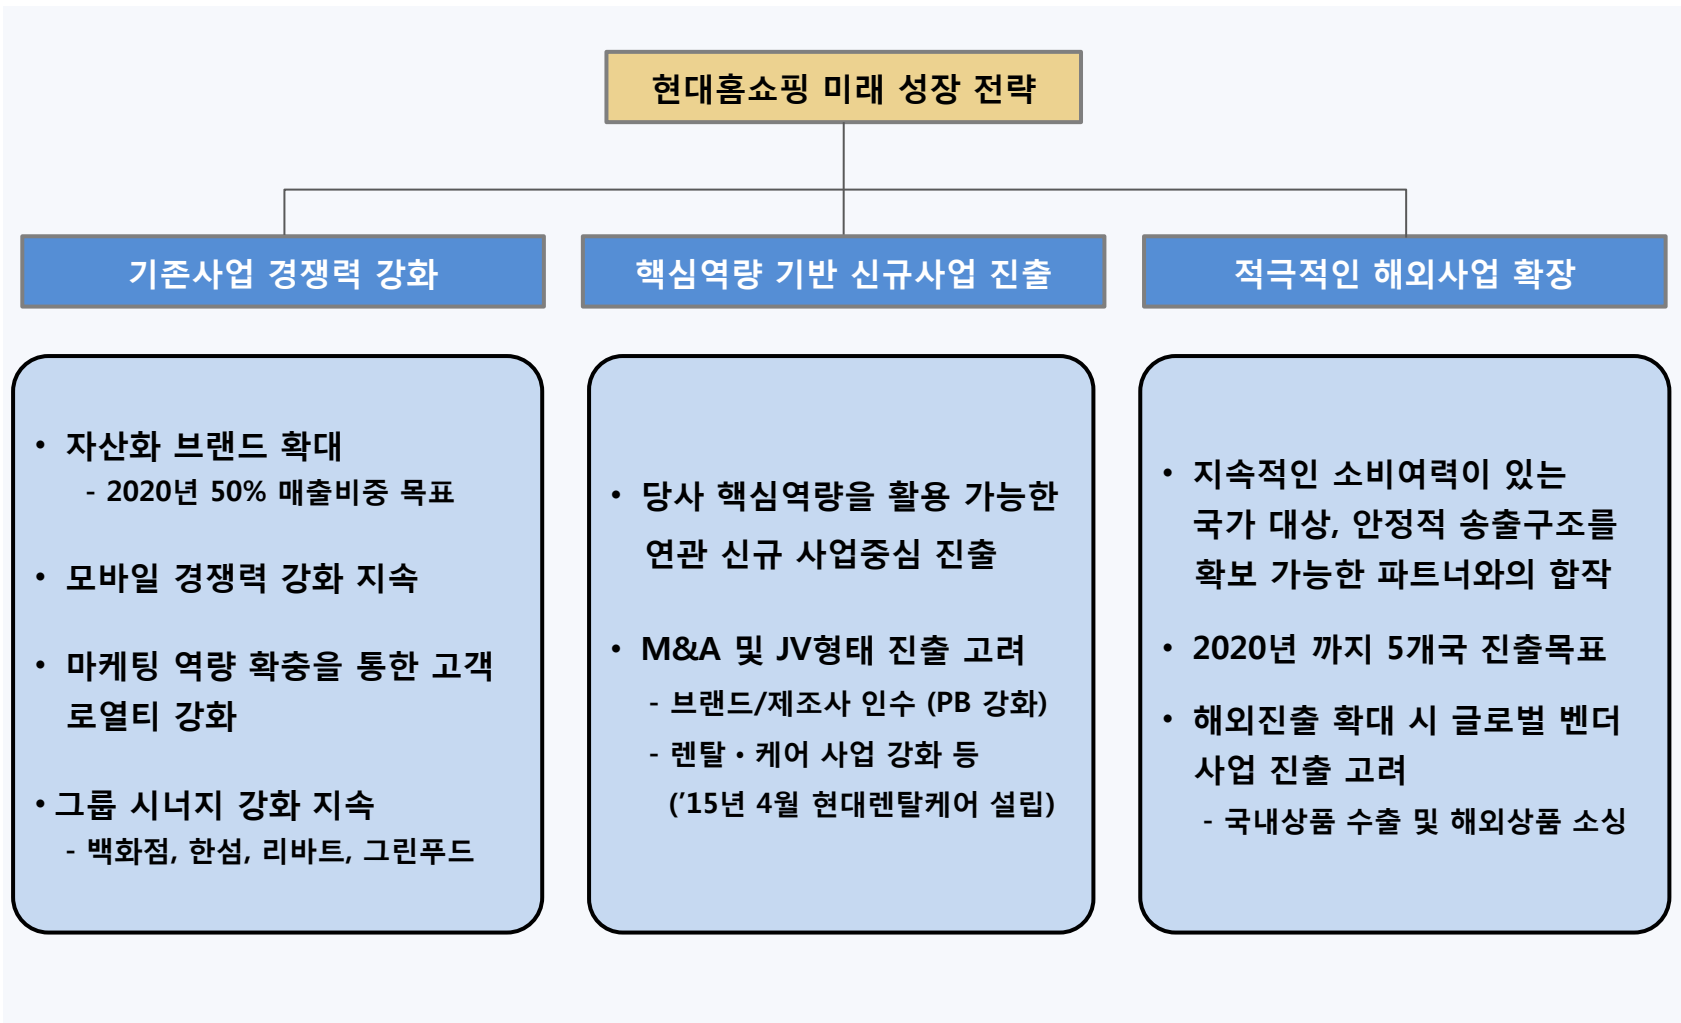 현대홈쇼핑 미래 성장 전략
기존사업 경쟁력 강화
• 자산화 브랜드 확대
- 2020년 50% 매출비중 목표
• 모바일 경쟁력 강화 지속
• 마케팅 역량 확충을 통한 고객
로열티 강화
• 그룹 시너지 강화 지속
- 백화점, 한섬, 리바트, 그린푸드
핵심역량 기반 신규사업 진출
• 당사 핵심역량을 활용 가능한
연관 신규 사업중심 진출
• M&A 및 JV형태 진출 고려
- 브랜드/제조사 인수 (PB 강화)
- 렌탈·케어 사업 강화 등
(’15년 4월 현대렌탈케어 설립)
적극적인 해외사업 확장
• 지속적인 소비여력이 있는
국가 대상, 안정적 송출구조를
확보 가능한 파트너와의 합작
• 2020년 까지 5개국 진출목표
• 해외진출 확대 시 글로벌 벤더
사업 진출 고려
- 국내상품 수출 및 해외상품 소싱